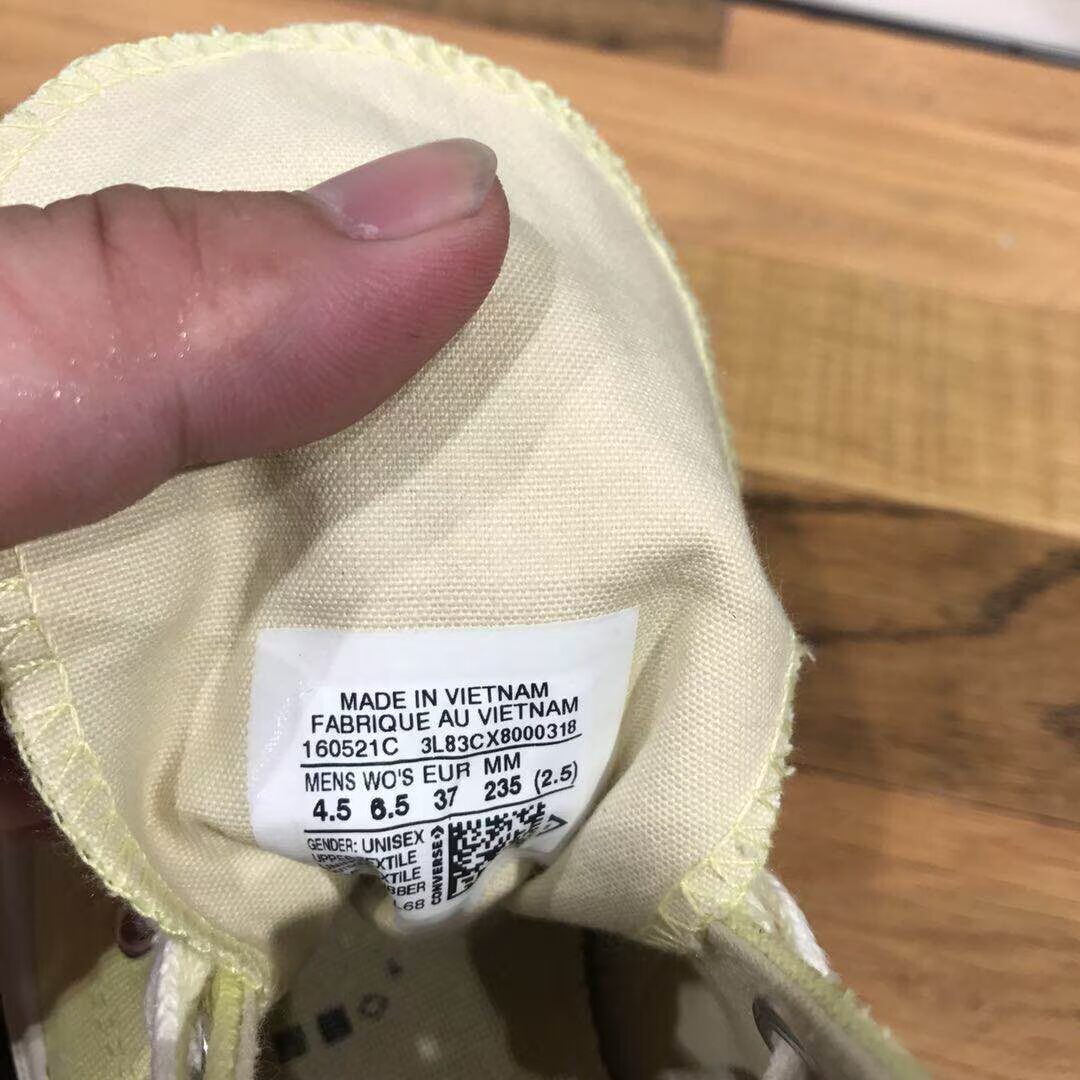 MADE IN VIETNAM
FABRIQUE AU VIETNAM
160521C 3L83CX8000318
MENS WO'S EUR MM
4.5 6.5 37 235 (2.5)
GENDER: UNISEX
CONVERSE